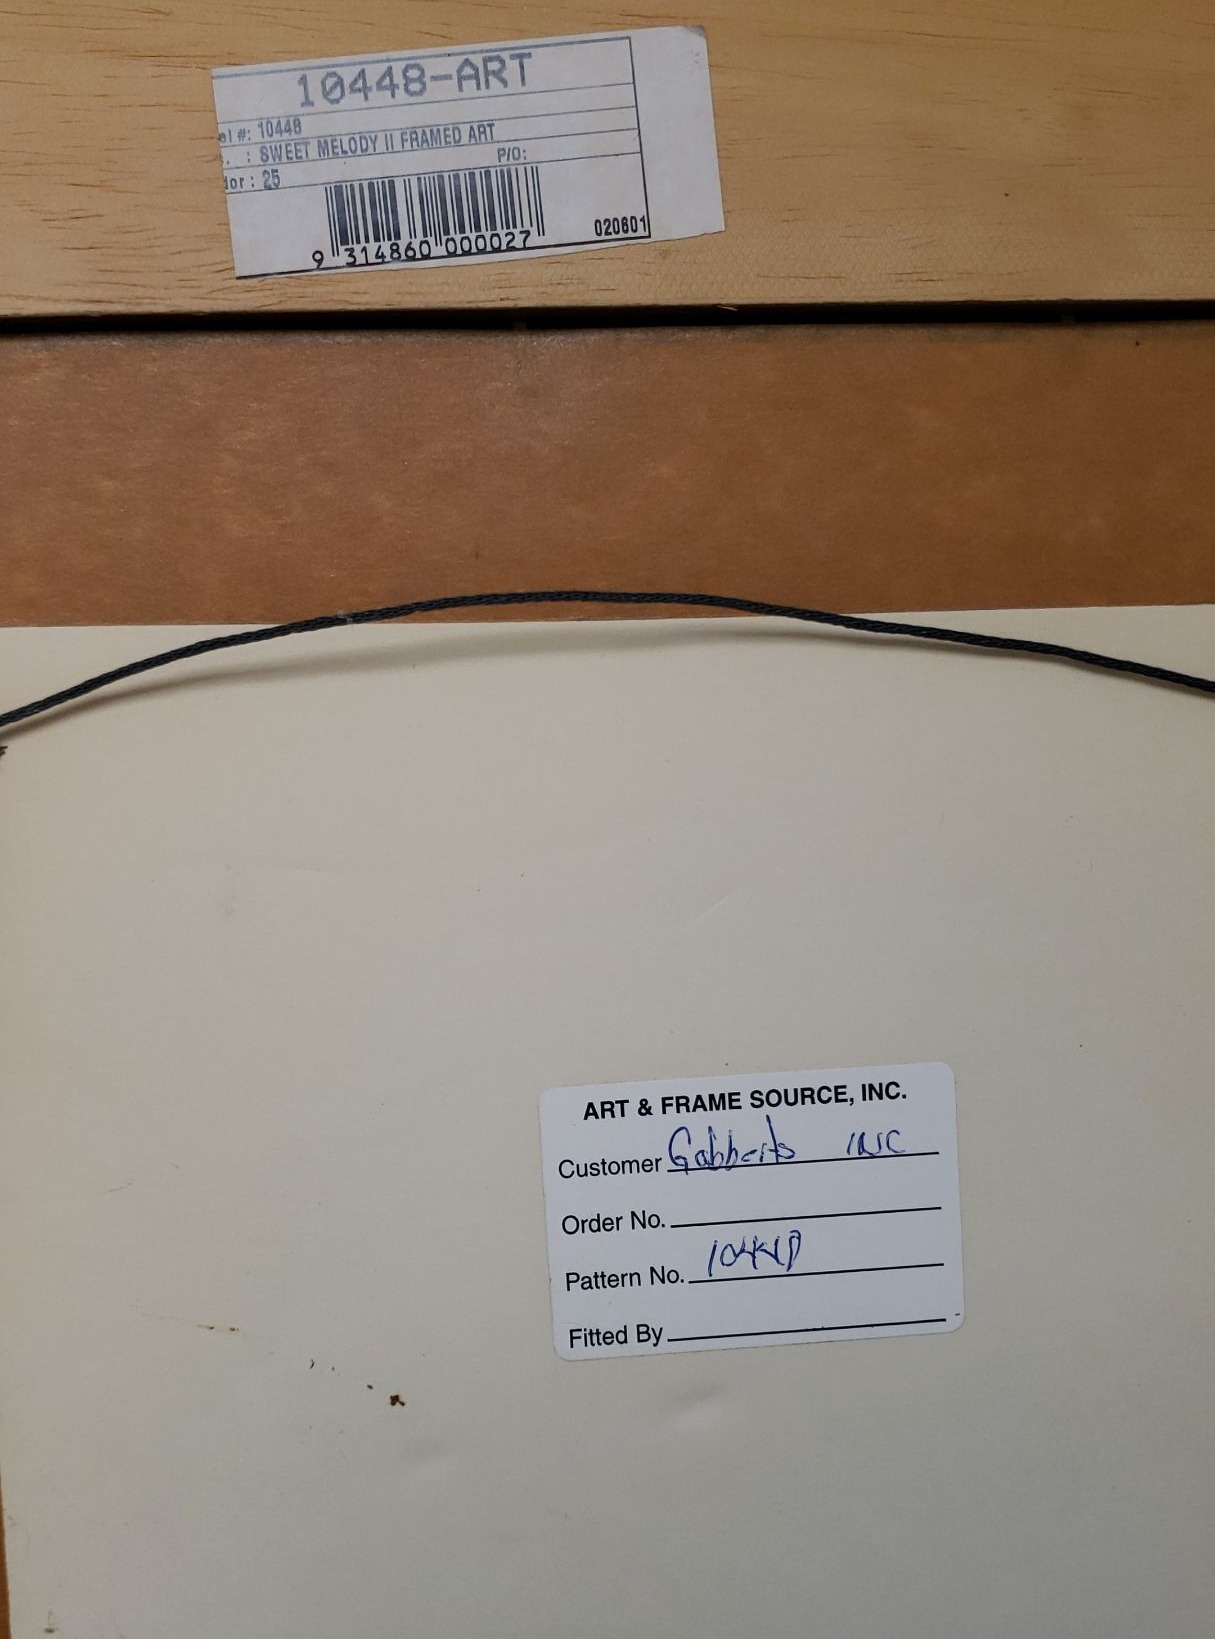 10448-ART
el #: 10448
. : SWEET MELODY II FRAMED ART
dor: 25 P/O:
9 314860 000027 020601
ART & FRAME SOURCE, INC.
Customer Gabberts INC
Order No.
Pattern No. 10448
Fitted By